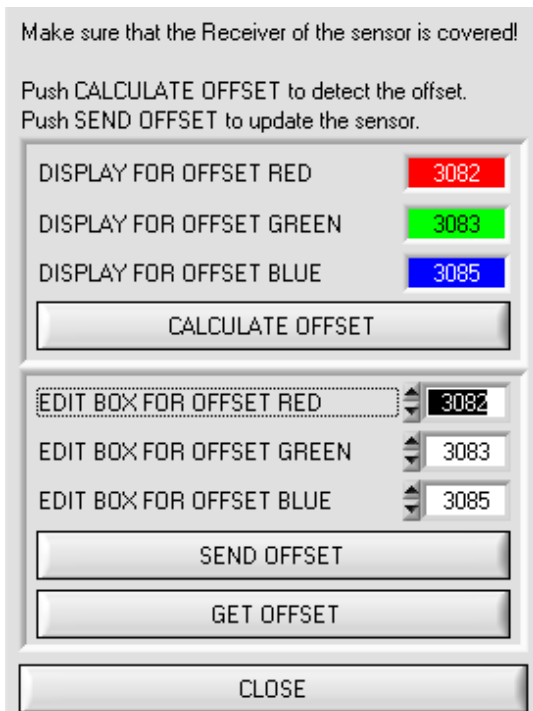 Make sure that the Receiver of the sensor is covered!
Push CALCULATE OFFSET to detect the offset.
Push SEND OFFSET to update the sensor.
DISPLAY FOR OFFSET RED 3082
DISPLAY FOR OFFSET GREEN 3083
DISPLAY FOR OFFSET BLUE 3085
CALCULATE OFFSET
EDIT BOX FOR OFFSET RED 3082
EDIT BOX FOR OFFSET GREEN 3083
EDIT BOX FOR OFFSET BLUE 3085
SEND OFFSET
GET OFFSET
CLOSE